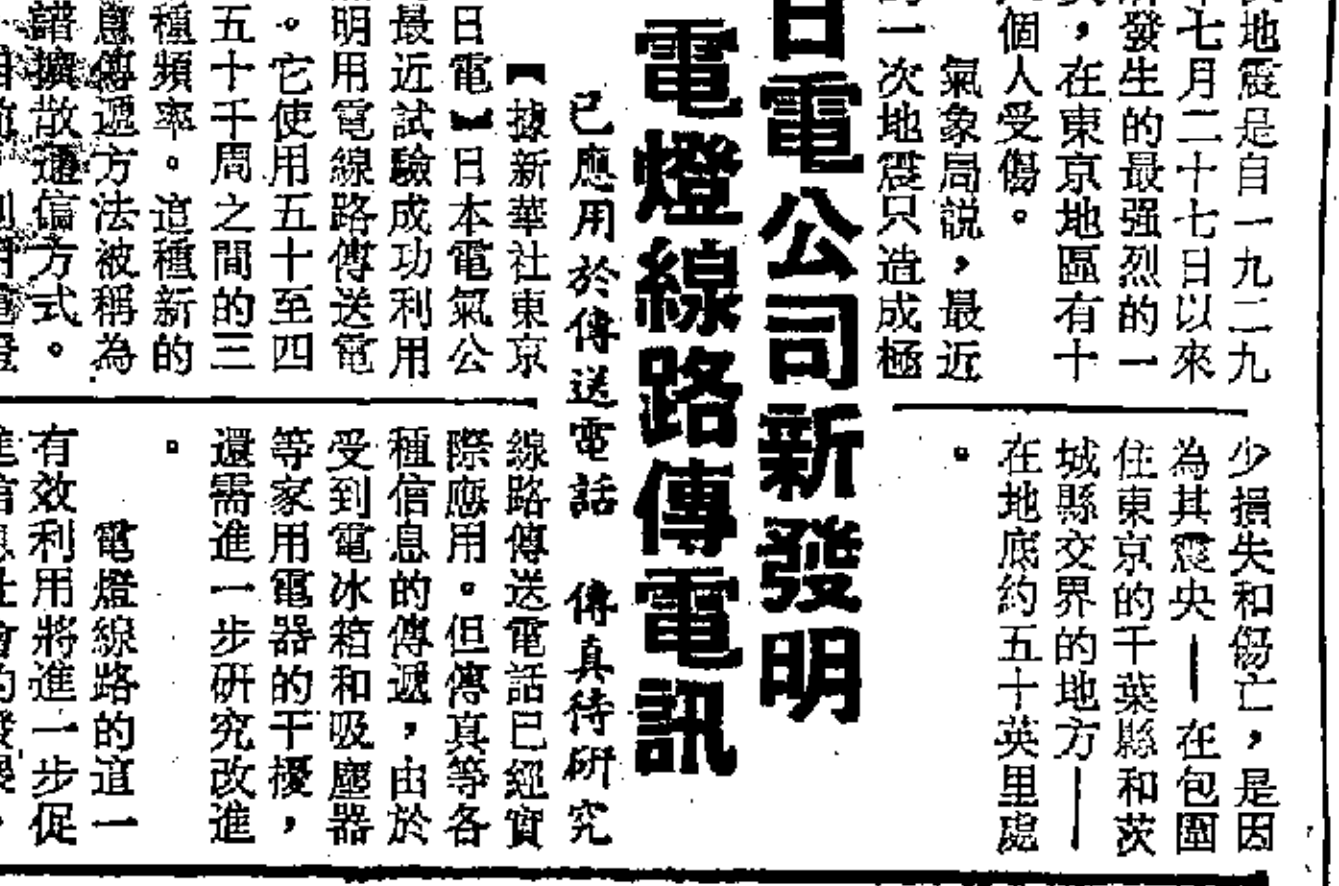 地震是自一九二九
七月二十七日以來
發生的最强烈的一
，在東京地區有十
個人受傷。
氣象局説，最近
一次地震只造成極
少損失和傷亡，是因
為其震央—在包圍
住東京的千葉縣和茨
城縣交界的地方—
在地底約五十英里處
。
日電公司新發明
電燈線路傳電訊
已應用於傳送電話　傳真待研究
【據新華社東京
日電】日本電氣公
最近試驗成功利用
明用電線路傳送電
。它使用五十至四
五十千周之間的三
種頻率。這種新的
息傳遞方法被稱為
譜擴散通信方式。
線路傳送電話已經實
際應用。但傳真等各
種信息的傳遞，由於
受到電冰箱和吸塵器
等家用電器的干擾，
還需進一步研究改進
。
電燈線路的這一
有效利用將進一步促